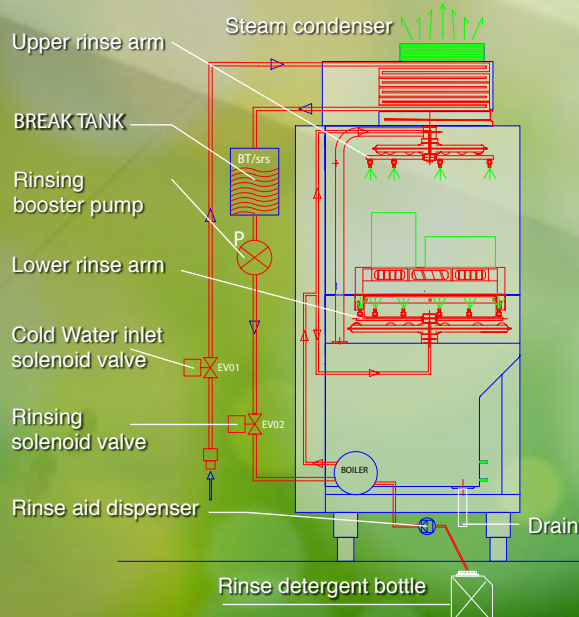 Steam condenser
Upper rinse arm
BREAK TANK
BT/srs
Rinsing
booster pump
P
Lower rinse arm
Cold Water inlet
solenoid valve
EV01
Rinsing
solenoid valve
EV02
BOILER
Rinse aid dispenser
Drain
Rinse detergent bottle